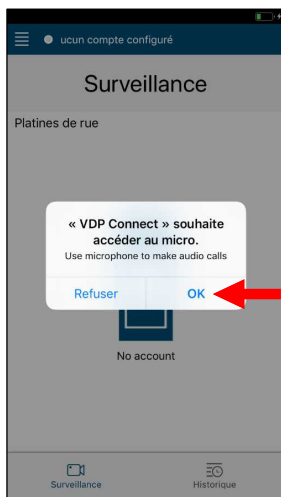 ucun compte configuré
Surveillance
Platines de rue
« VDP Connect » souhaite
accéder au micro.
Use microphone to make audio calls
Refuser
OK
No account
Surveillance
Historique